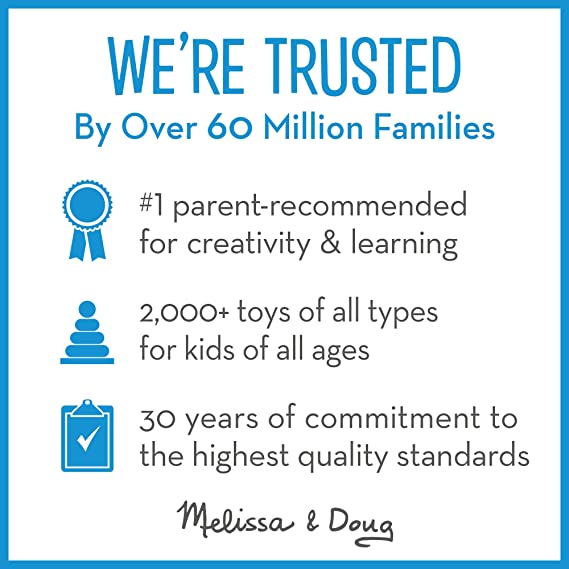 WE'RE TRUSTED
By Over 60 Million Families
#1 parent-recommended
for creativity & learning
2,000+ toys of all types
for kids of all ages
30 years of commitment to
the highest quality standards
Melissa & Doug